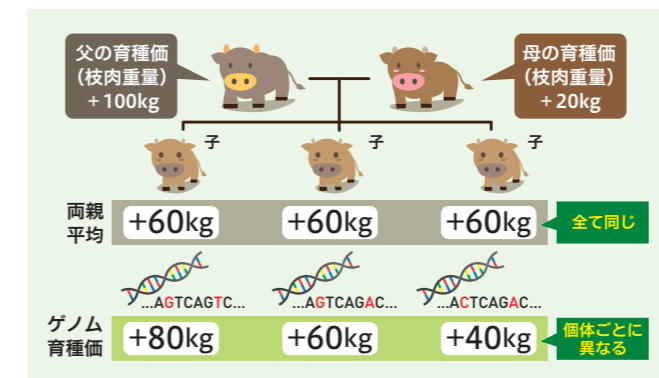 父の育種価
（枝肉重量）
+100kg
母の育種価
（枝肉重量）
+20kg
子
子
子
両親
平均
+60kg
+60kg
+60kg
全て同じ
...AGTCAGTC...
...AGTCAGAC...
...ACTCAGAC...
ゲノム
育種価
+80kg
+60kg
+40kg
個体ごとに
異なる